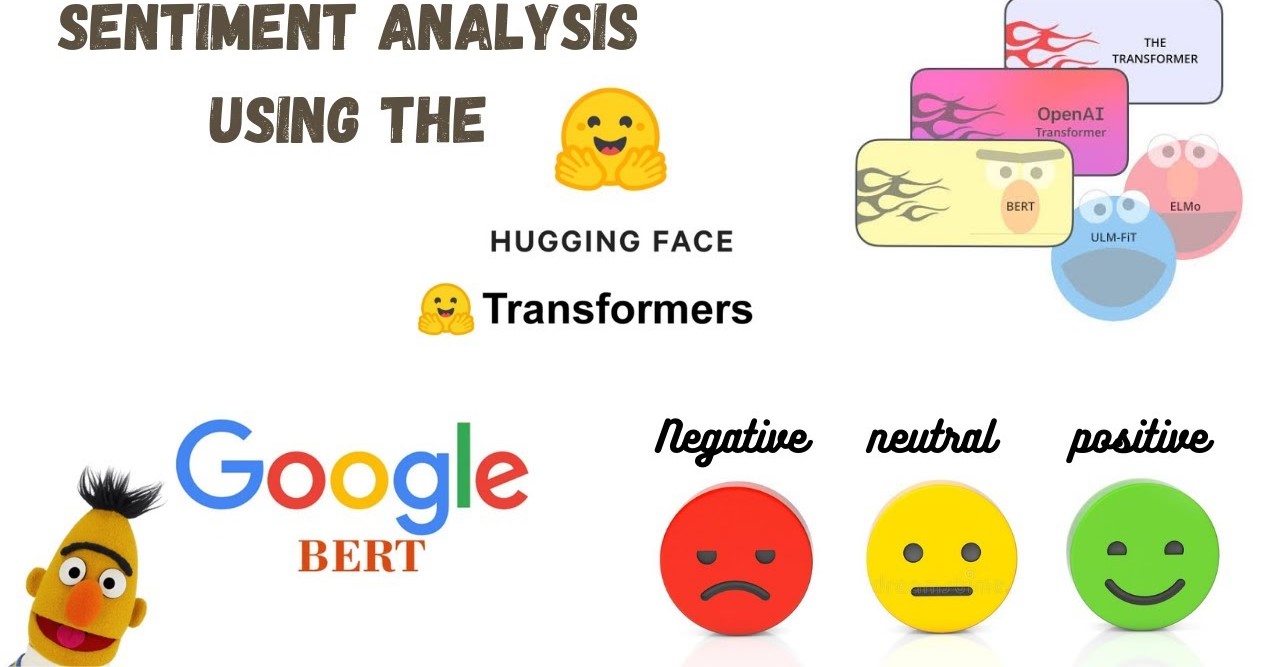 SENTIMENT ANALYSIS
USING THE
HUGGING FACE
Transformers
THE
TRANSFORMER
OpenAI
Transformer
BERT
ELMo
ULM-FiT
Google
BERT
Negative neutral positive
dreamstime